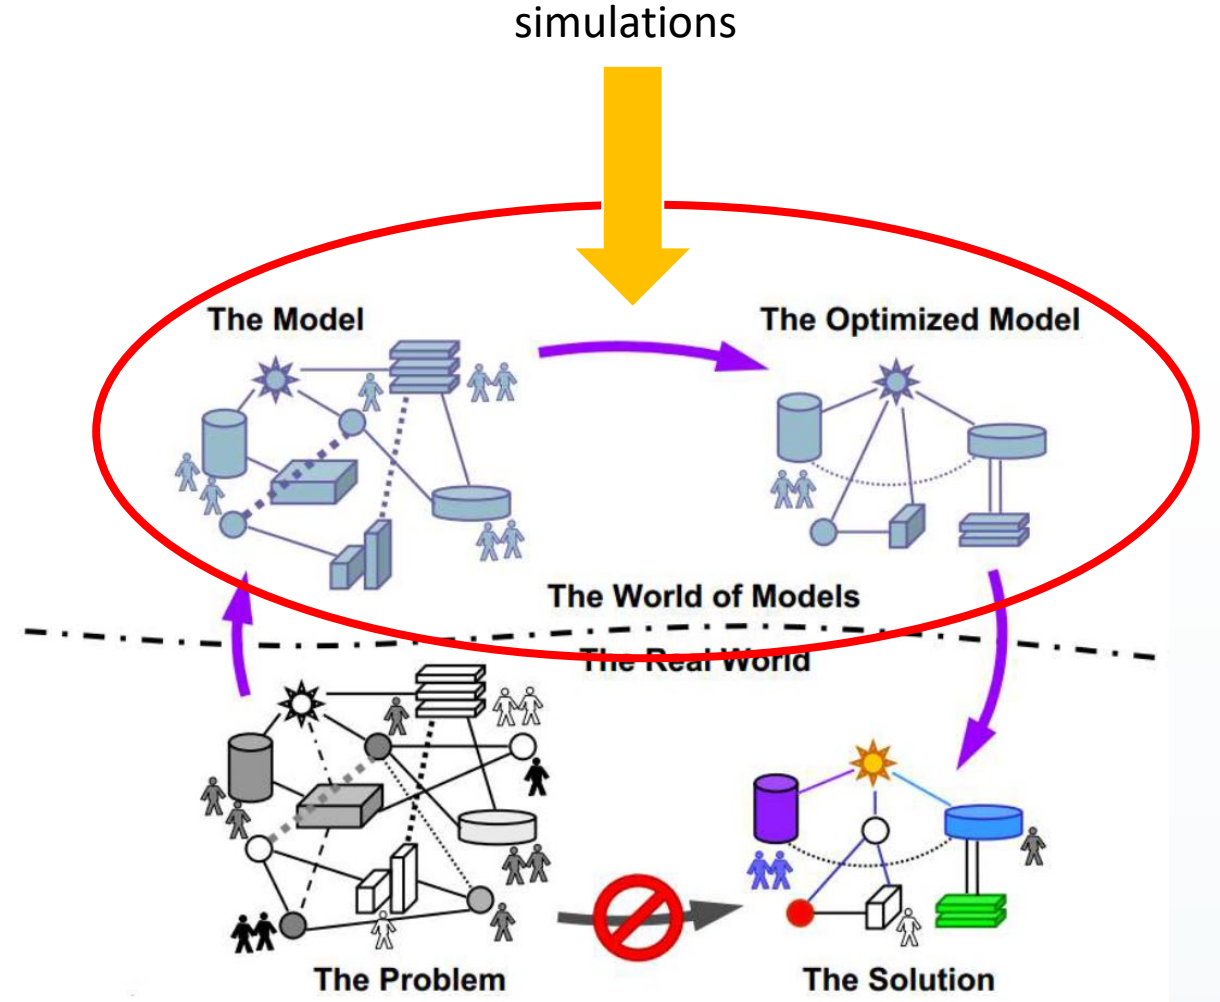 simulations
The Model
The Optimized Model
The World of Models
The Real World
The Problem
The Solution